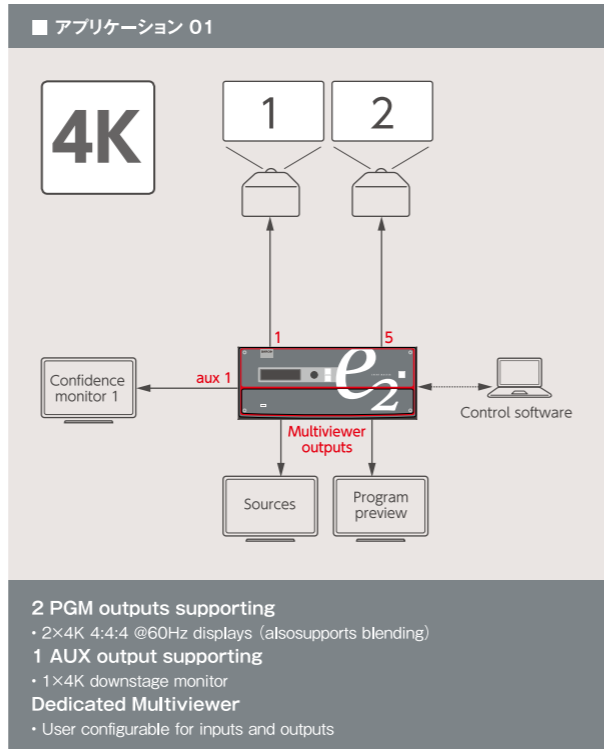 ■ アプリケーション 01
4K
1
2
1
5
e2
aux 1
Confidence
monitor 1
Control software
Multiviewer
outputs
Sources
Program
preview
2 PGM outputs supporting
・2×4K 4:4:4 @60Hz displays（alsosupports blending）
1 AUX output supporting
・1×4K downstage monitor
Dedicated Multiviewer
・User configurable for inputs and outputs